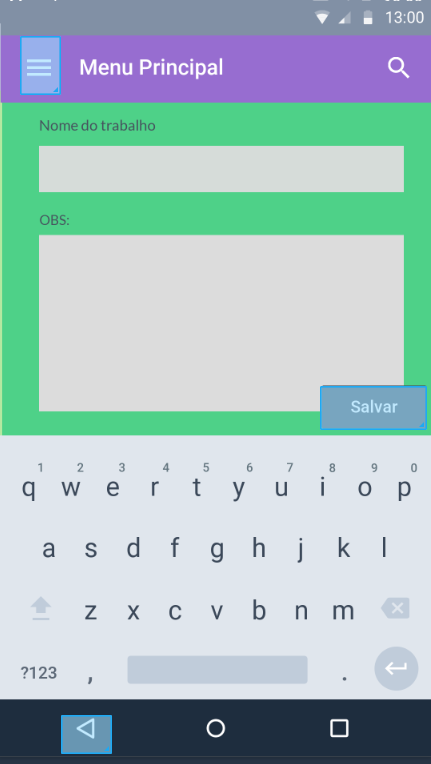 13:00
Menu Principal
Nome do trabalho
OBS:
Salvar
1 2 3 4 5 6 7 8 9 0
q w e r t y u i o p
a s d f g h j k l
z x c v b n m
?123 , .